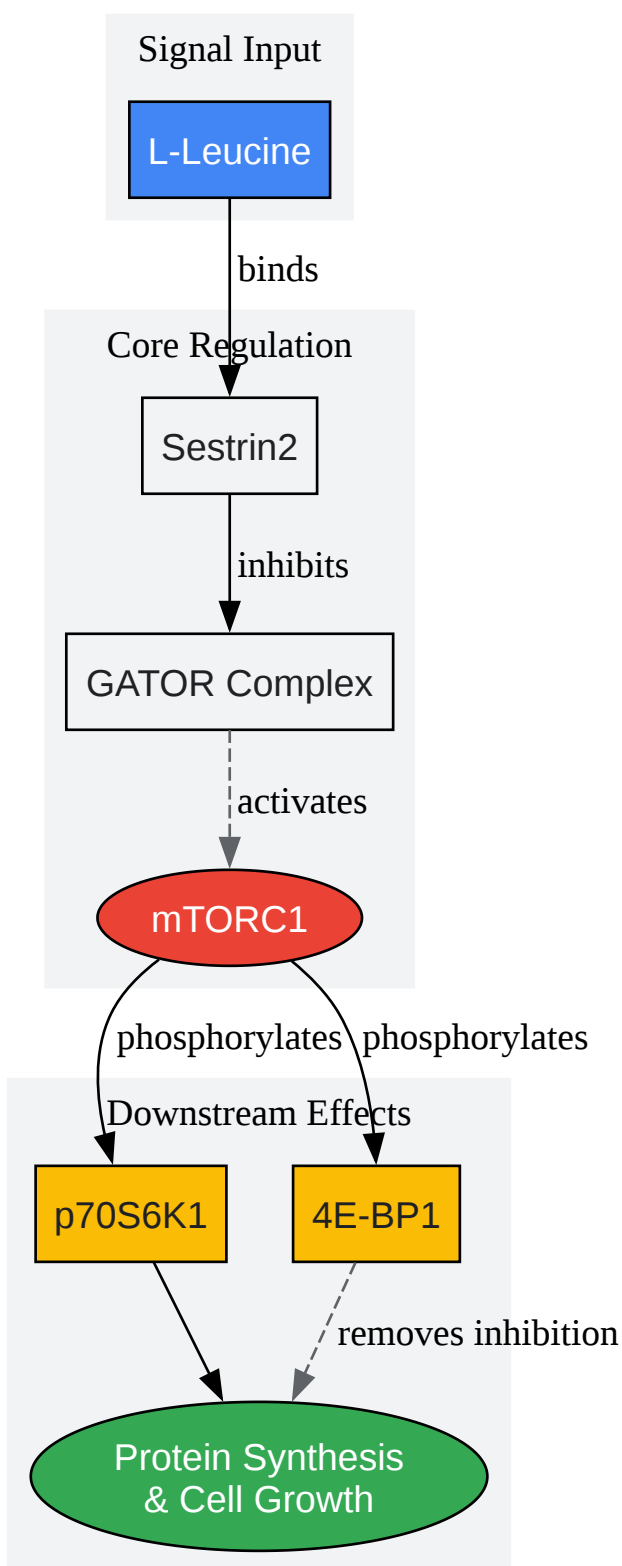 Signal Input
L-Leucine
binds
Core Regulation
Sestrin2
inhibits
GATOR Complex
activates
mTORC1
phosphorylates
phosphorylates
Downstream Effects
p70S6K1
4E-BP1
removes inhibition
Protein Synthesis
& Cell Growth